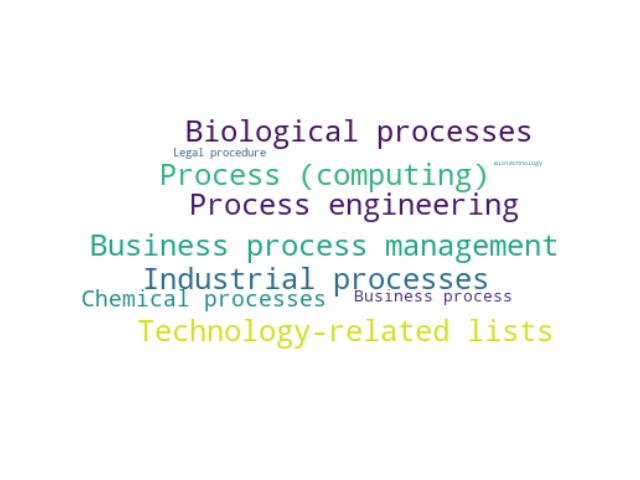 Biological processes
Legal procedure
Biotechnology
Process (computing)
Process engineering
Business process management
Industrial processes
Chemical processes
Business process
Technology-related lists